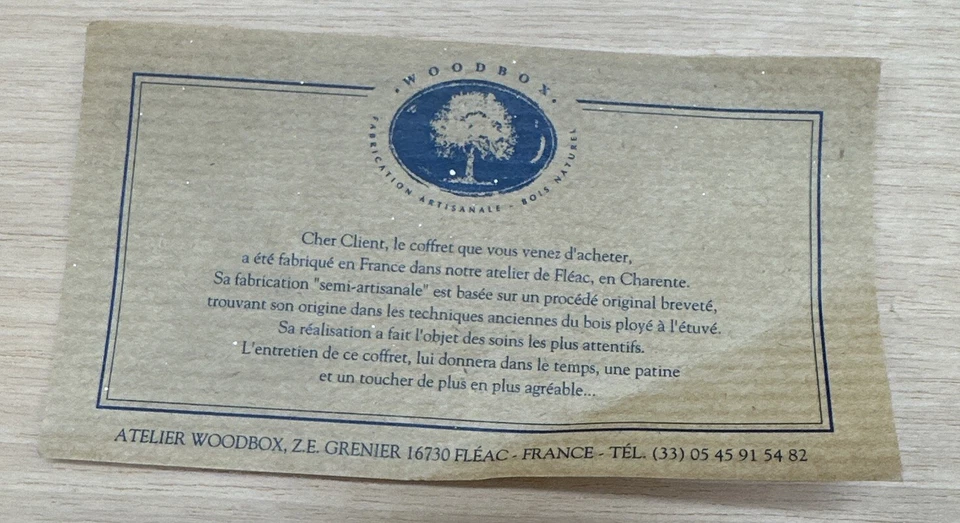 ·WOODBOX·
FABRICATION ARTISANALE - BOIS NATUREL
Cher Client, le coffret que vous venez d'acheter,
a été fabriqué en France dans notre atelier de Fléac, en Charente.
Sa fabrication "semi-artisanale" est basée sur un procédé original breveté,
trouvant son origine dans les techniques anciennes du bois ployé à l'étuvé.
Sa réalisation a fait l'objet des soins les plus attentifs.
L'entretien de ce coffret, lui donnera dans le temps, une patine
et un toucher de plus en plus agréable...
ATELIER WOODBOX, Z.E. GRENIER 16730 FLÉAC - FRANCE - TÉL. (33) 05 45 91 54 82